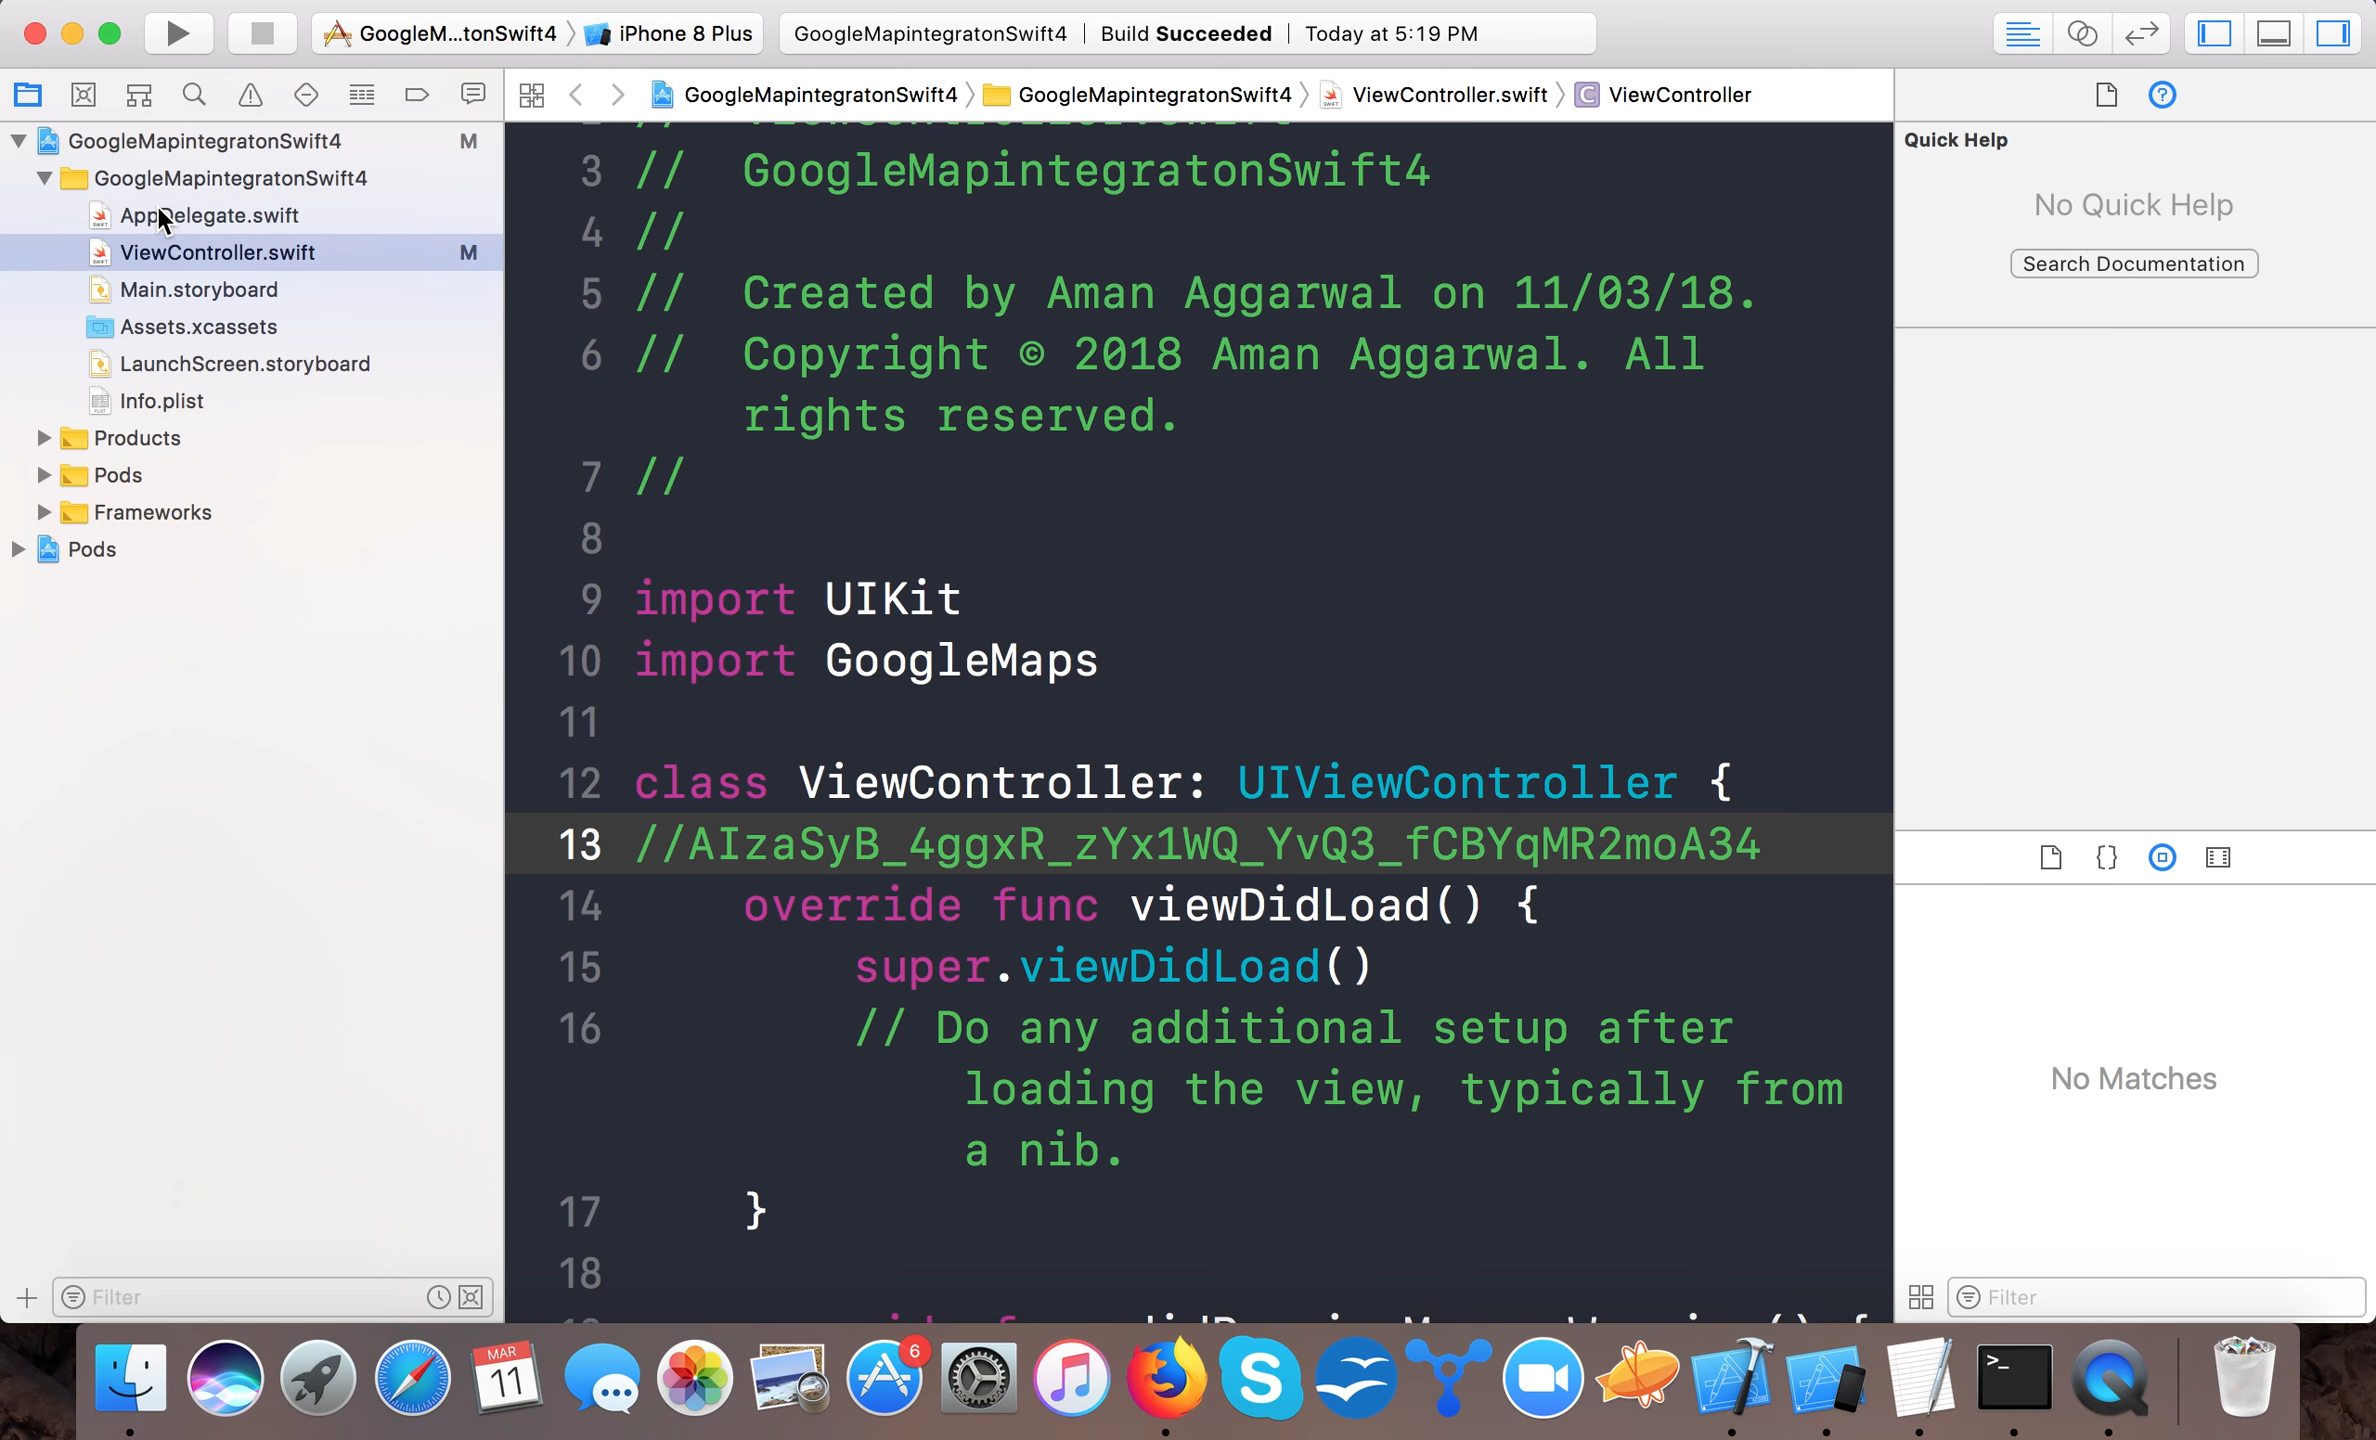 GoogleM...tonSwift4 iPhone 8 Plus GoogleMapintegratonSwift4 Build Succeeded Today at 5:19 PM
GoogleMapintegratonSwift4 GoogleMapintegratonSwift4 ViewController.swift C ViewController
GoogleMapintegratonSwift4 M
GoogleMapintegratonSwift4
AppDelegate.swift
ViewController.swift M
Main.storyboard
Assets.xcassets
LaunchScreen.storyboard
Info.plist
Products
Pods
Frameworks
Pods
Filter
3 // GoogleMapintegratonSwift4
4 //
5 // Created by Aman Aggarwal on 11/03/18.
6 // Copyright © 2018 Aman Aggarwal. All
rights reserved.
7 //
8
9 import UIKit
10 import GoogleMaps
11
12 class ViewController: UIViewController {
13 //AIzaSyB_4ggxR_zYx1WQ_YvQ3_fCBYqMR2moA34
14 override func viewDidLoad() {
15 super.viewDidLoad()
16 // Do any additional setup after
loading the view, typically from
a nib.
17 }
18
Quick Help
No Quick Help
Search Documentation
No Matches
Filter
MAR
11
6